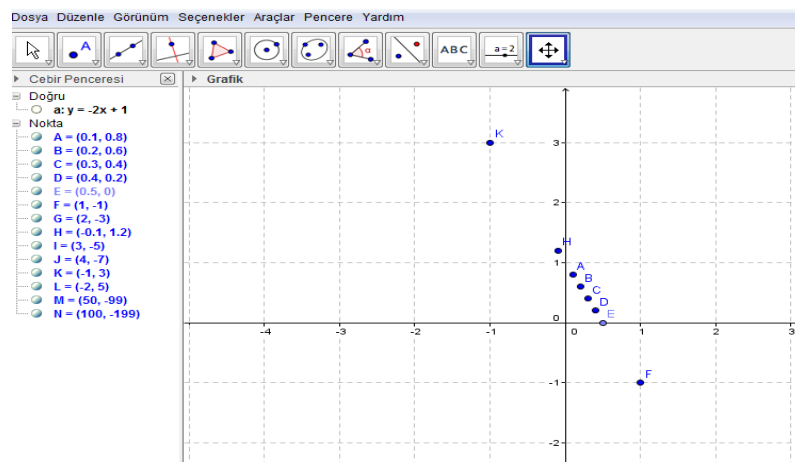 Dosya Düzenle Görünüm Seçenekler Araçlar Pencere Yardım
A α ABC a=2
Cebir Penceresi
Grafik
Doğru
a: y = -2x + 1
Nokta
A = (0.1, 0.8)
B = (0.2, 0.6)
C = (0.3, 0.4)
D = (0.4, 0.2)
E = (0.5, 0)
F = (1, -1)
G = (2, -3)
H = (-0.1, 1.2)
I = (3, -5)
J = (4, -7)
K = (-1, 3)
L = (-2, 5)
M = (50, -99)
N = (100, -199)
K
3
2
H
1
A
B
C
D
0 E
-4 -3 -2 -1 0 1 2 3
F
-1
-2